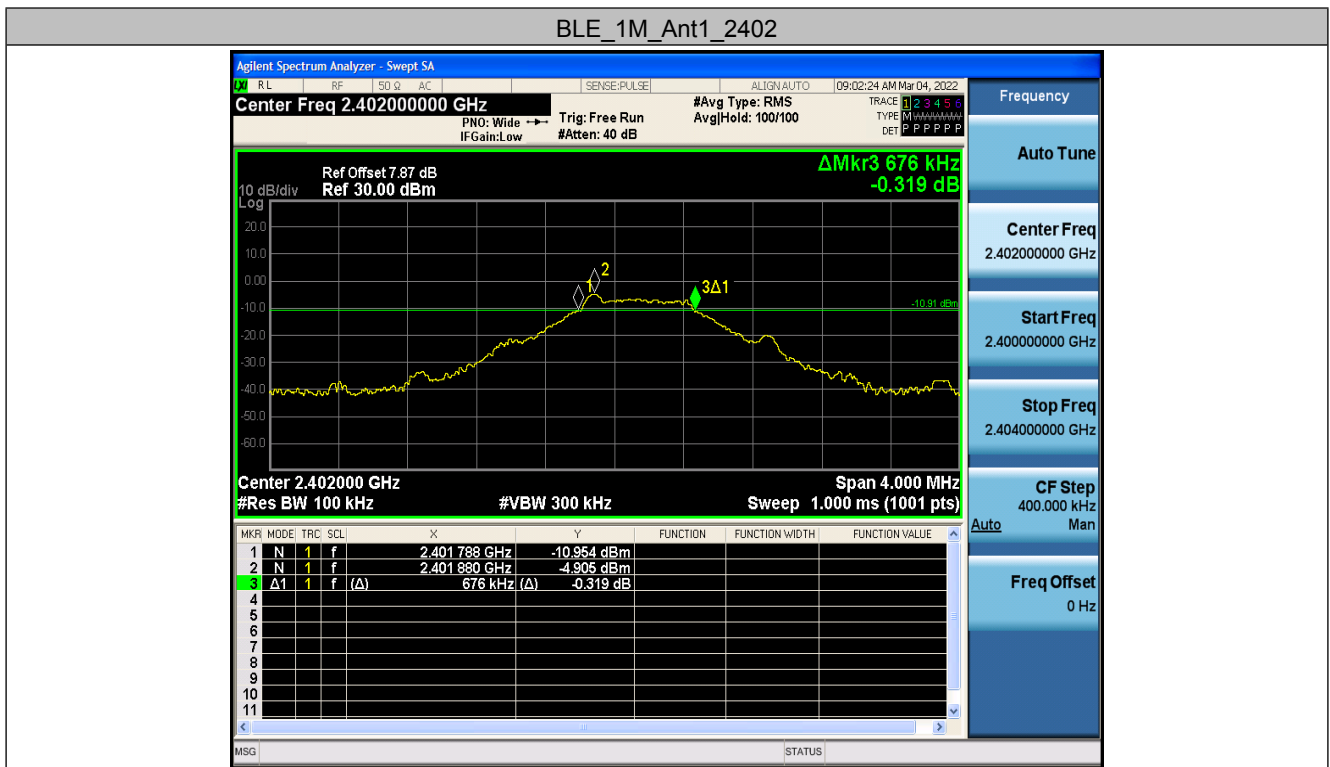 BLE_1M_Ant1_2402
Agilent Spectrum Analyzer - Swept SA
LXI RL RF 50 Ω AC SENSE:PULSE ALIGN AUTO 09:02:24 AM Mar 04, 2022
Center Freq 2.402000000 GHz
PNO: Wide
IFGain:Low
Trig: Free Run
#Atten: 40 dB
#Avg Type: RMS
Avg|Hold: 100/100
TRACE 1 2 3 4 5 6
TYPE M
DET P P P P P P
ΔMkr3 676 kHz
-0.319 dB
Ref Offset 7.87 dB
10 dB/div Ref 30.00 dBm
Log
20.0
10.0
0.00
-10.0
-20.0
-30.0
-40.0
-50.0
-60.0
1
2
3Δ1
-10.91 dBm
Center 2.402000 GHz Span 4.000 MHz
#Res BW 100 kHz #VBW 300 kHz Sweep 1.000 ms (1001 pts)
MKR MODE TRC SCL X Y FUNCTION FUNCTION WIDTH FUNCTION VALUE
1 N 1 f 2.401 788 GHz -10.954 dBm
2 N 1 f 2.401 880 GHz -4.905 dBm
3 Δ1 1 f (Δ) 676 kHz (Δ) -0.319 dB
4
5
6
7
8
9
10
11
MSG STATUS
Frequency
Auto Tune
Center Freq
2.402000000 GHz
Start Freq
2.400000000 GHz
Stop Freq
2.404000000 GHz
CF Step
400.000 kHz
Auto Man
Freq Offset
0 Hz